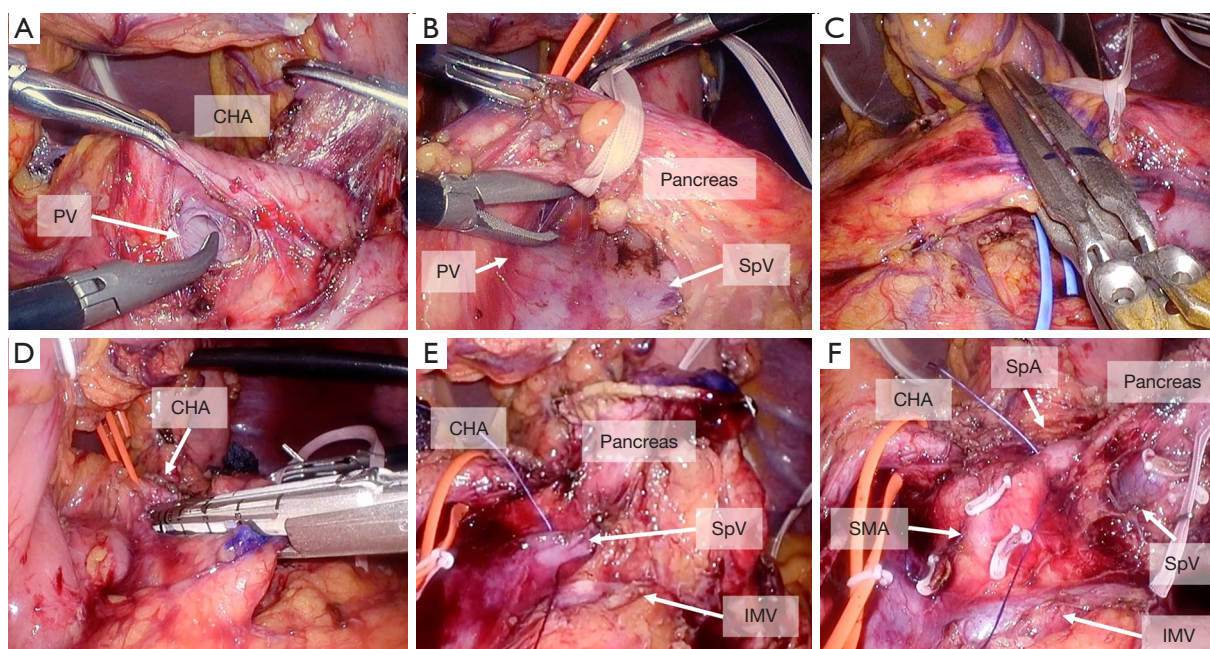 A
CHA
PV
B
Pancreas
PV
SpV
C
D
CHA
E
CHA
Pancreas
SpV
IMV
F
SpA
Pancreas
CHA
SMA
SpV
IMV